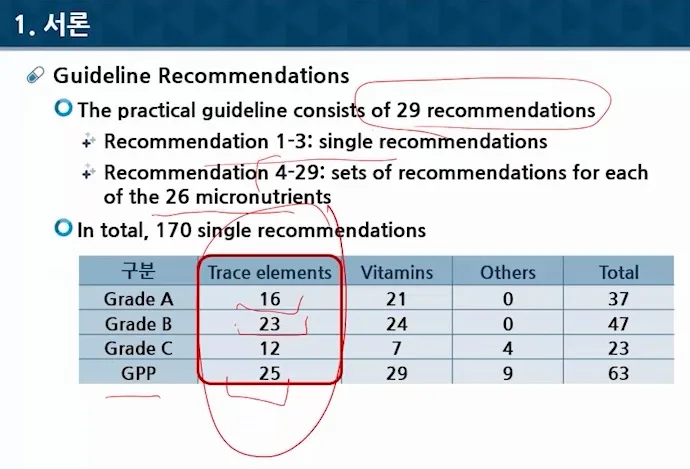 1. 서론
Guideline Recommendations
The practical guideline consists of 29 recommendations
Recommendation 1-3: single recommendations
Recommendation 4-29: sets of recommendations for each
of the 26 micronutrients
In total, 170 single recommendations
구분 Trace elements Vitamins Others Total
Grade A 16 21 0 37
Grade B 23 24 0 47
Grade C 12 7 4 23
GPP 25 29 9 63